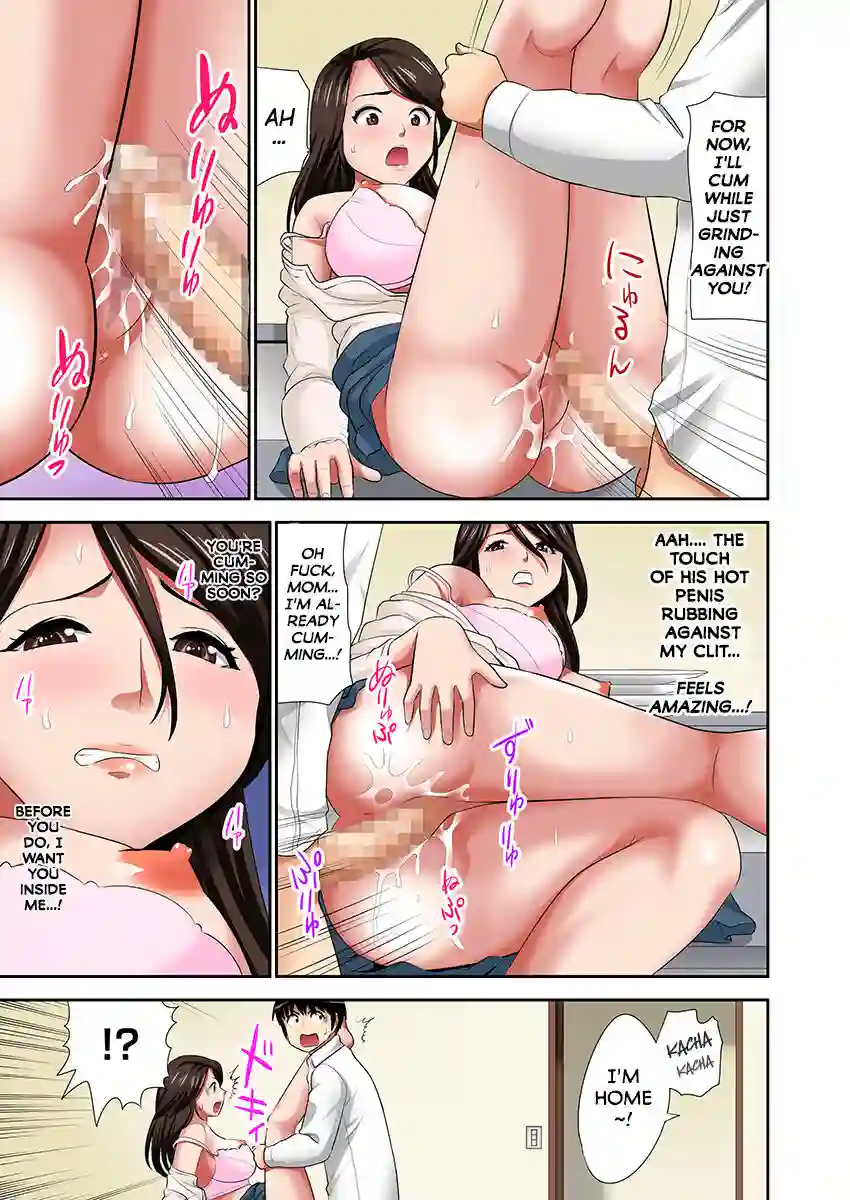 FOR
NOW,
I'LL
CUM
WHILE
JUST
GRIND-
ING
AGAINST
YOU!
AH
...
にゅるん
ぬりゅりゅ
ぬりゅっ
AAH.... THE
TOUCH
OF HIS HOT
PENIS
RUBBING
AGAINST
MY CLIT...
FEELS
AMAZING...!
OH
FUCK,
MOM...
I'M AL-
READY
CUM-
MING...!
ずりゅりゅ
YOU'RE
CUM-
MING SO
SOON?
BEFORE
YOU
DO, I
WANT
YOU
INSIDE
ME...!
KACHA
KACHA
I'M
HOME
~!
ドキィ
!?